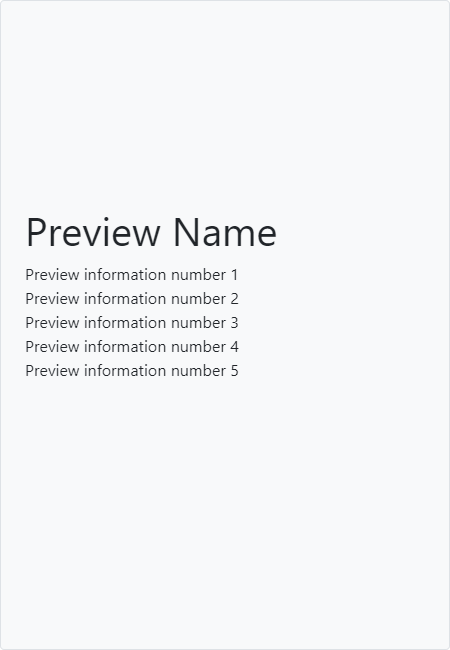 Preview Name
Preview information number 1
Preview information number 2
Preview information number 3
Preview information number 4
Preview information number 5